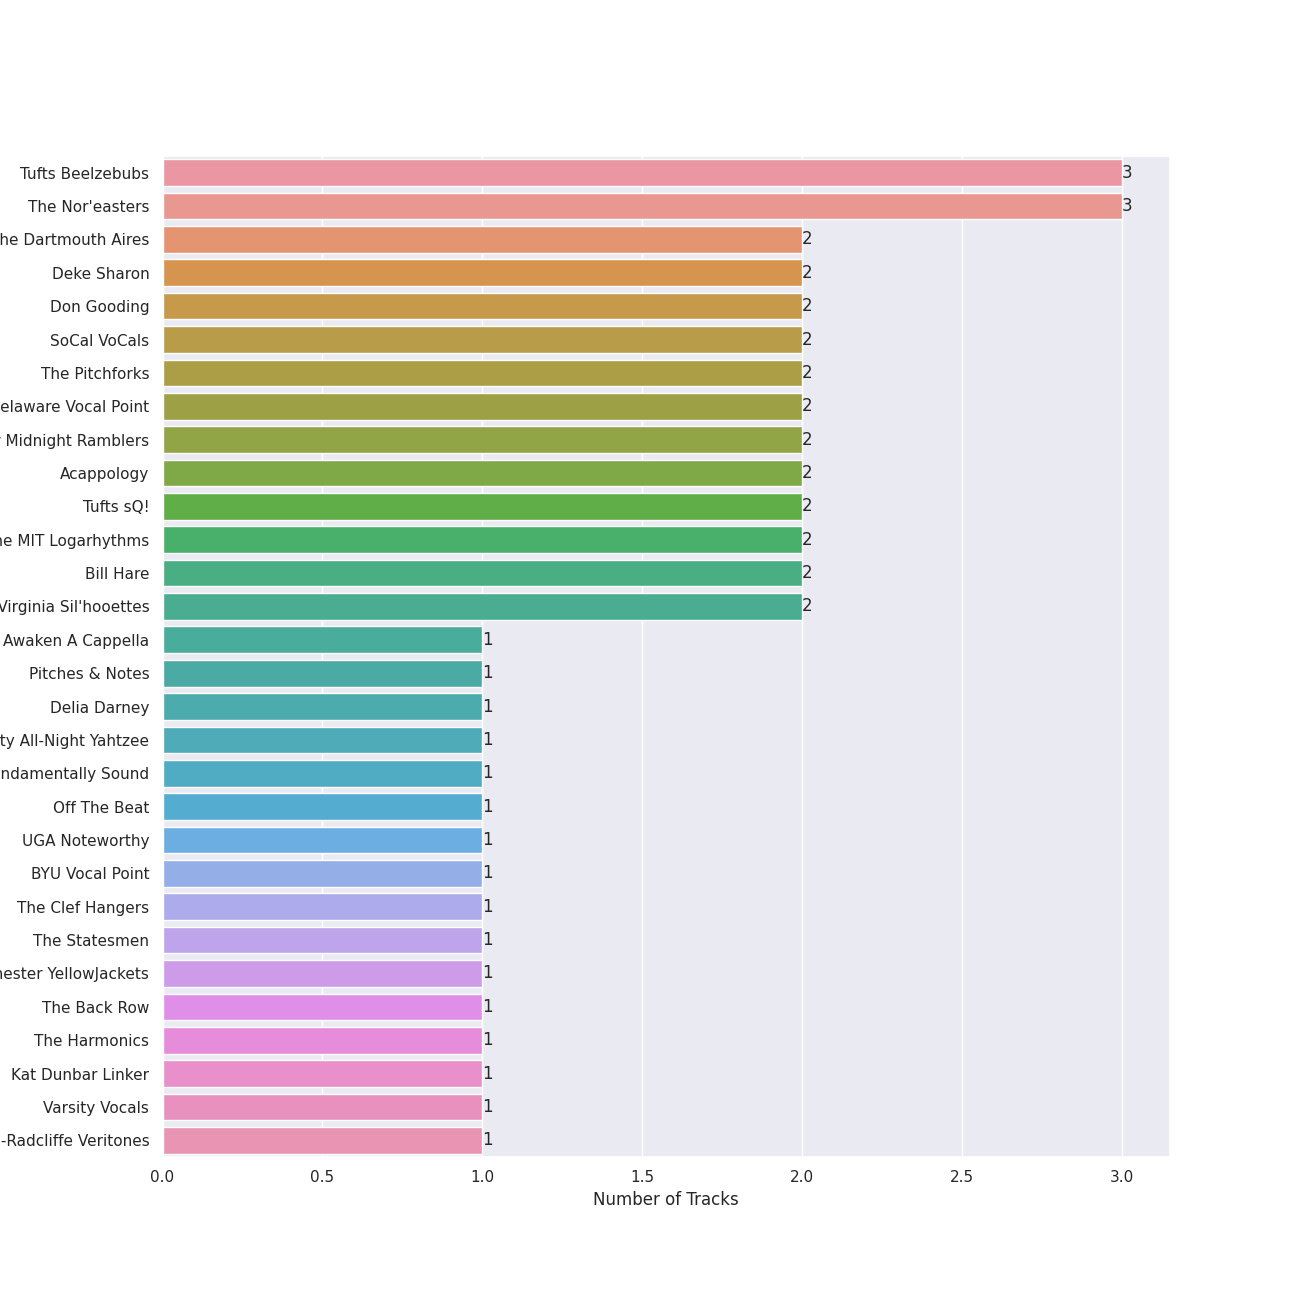 Tufts Beelzebubs 3
The Nor'easters 3
he Dartmouth Aires 2
Deke Sharon 2
Don Gooding 2
SoCal VoCals 2
The Pitchforks 2
elaware Vocal Point 2
Midnight Ramblers 2
Acappology 2
Tufts sQ! 2
ne MIT Logarhythms 2
Bill Hare 2
Virginia Sil'hooettes 2
Awaken A Cappella 1
Pitches & Notes 1
Delia Darney 1
ty All-Night Yahtzee 1
ndamentally Sound 1
Off The Beat 1
UGA Noteworthy 1
BYU Vocal Point 1
The Clef Hangers 1
The Statesmen 1
hester YellowJackets 1
The Back Row 1
The Harmonics 1
Kat Dunbar Linker 1
Varsity Vocals 1
-Radcliffe Veritones 1
0.0 0.5 1.0 1.5 2.0 2.5 3.0
Number of Tracks